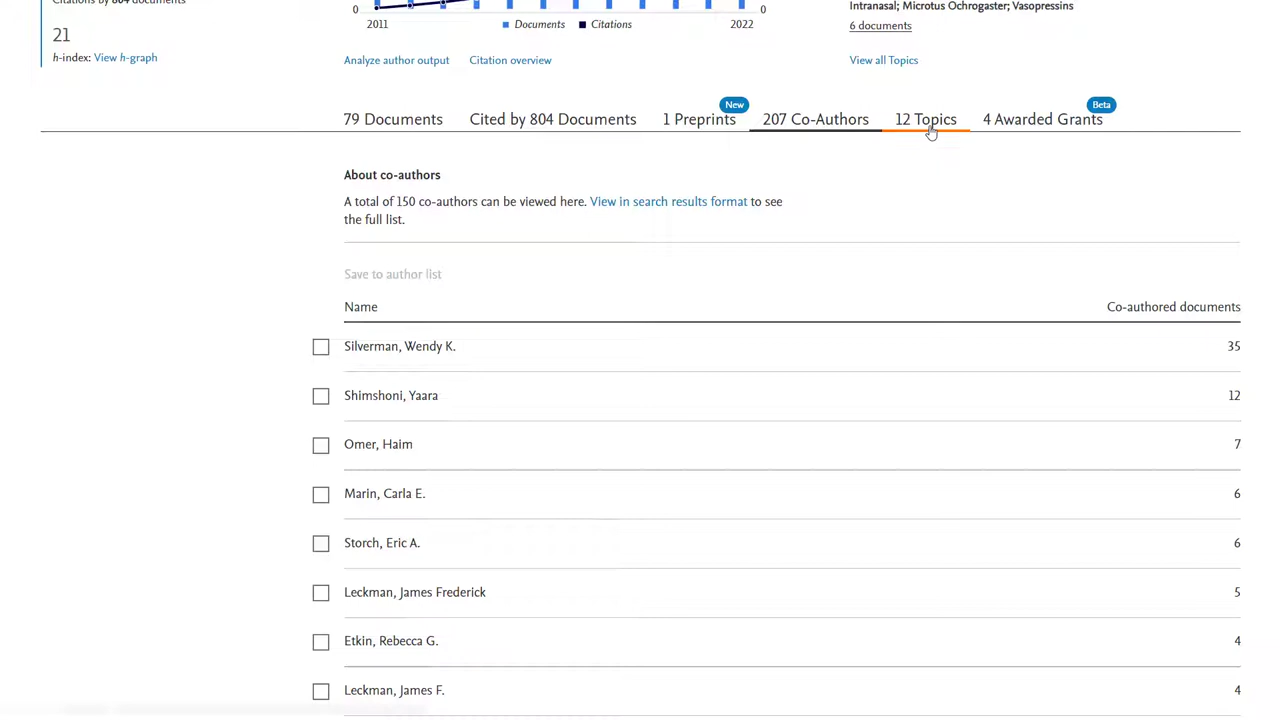 Citations by 804 documents
21
h-index: View h-graph
0
0
2011
2022
Documents
Citations
Analyze author output
Citation overview
Intranasal; Microtus Ochrogaster; Vasopressins
6 documents
View all Topics
79 Documents
Cited by 804 Documents
1 Preprints
New
207 Co-Authors
12 Topics
4 Awarded Grants
Beta
About co-authors
A total of 150 co-authors can be viewed here. View in search results format to see
the full list.
Save to author list
Name Co-authored documents
Silverman, Wendy K. 35
Shimshoni, Yaara 12
Omer, Haim 7
Marin, Carla E. 6
Storch, Eric A. 6
Leckman, James Frederick 5
Etkin, Rebecca G. 4
Leckman, James F. 4